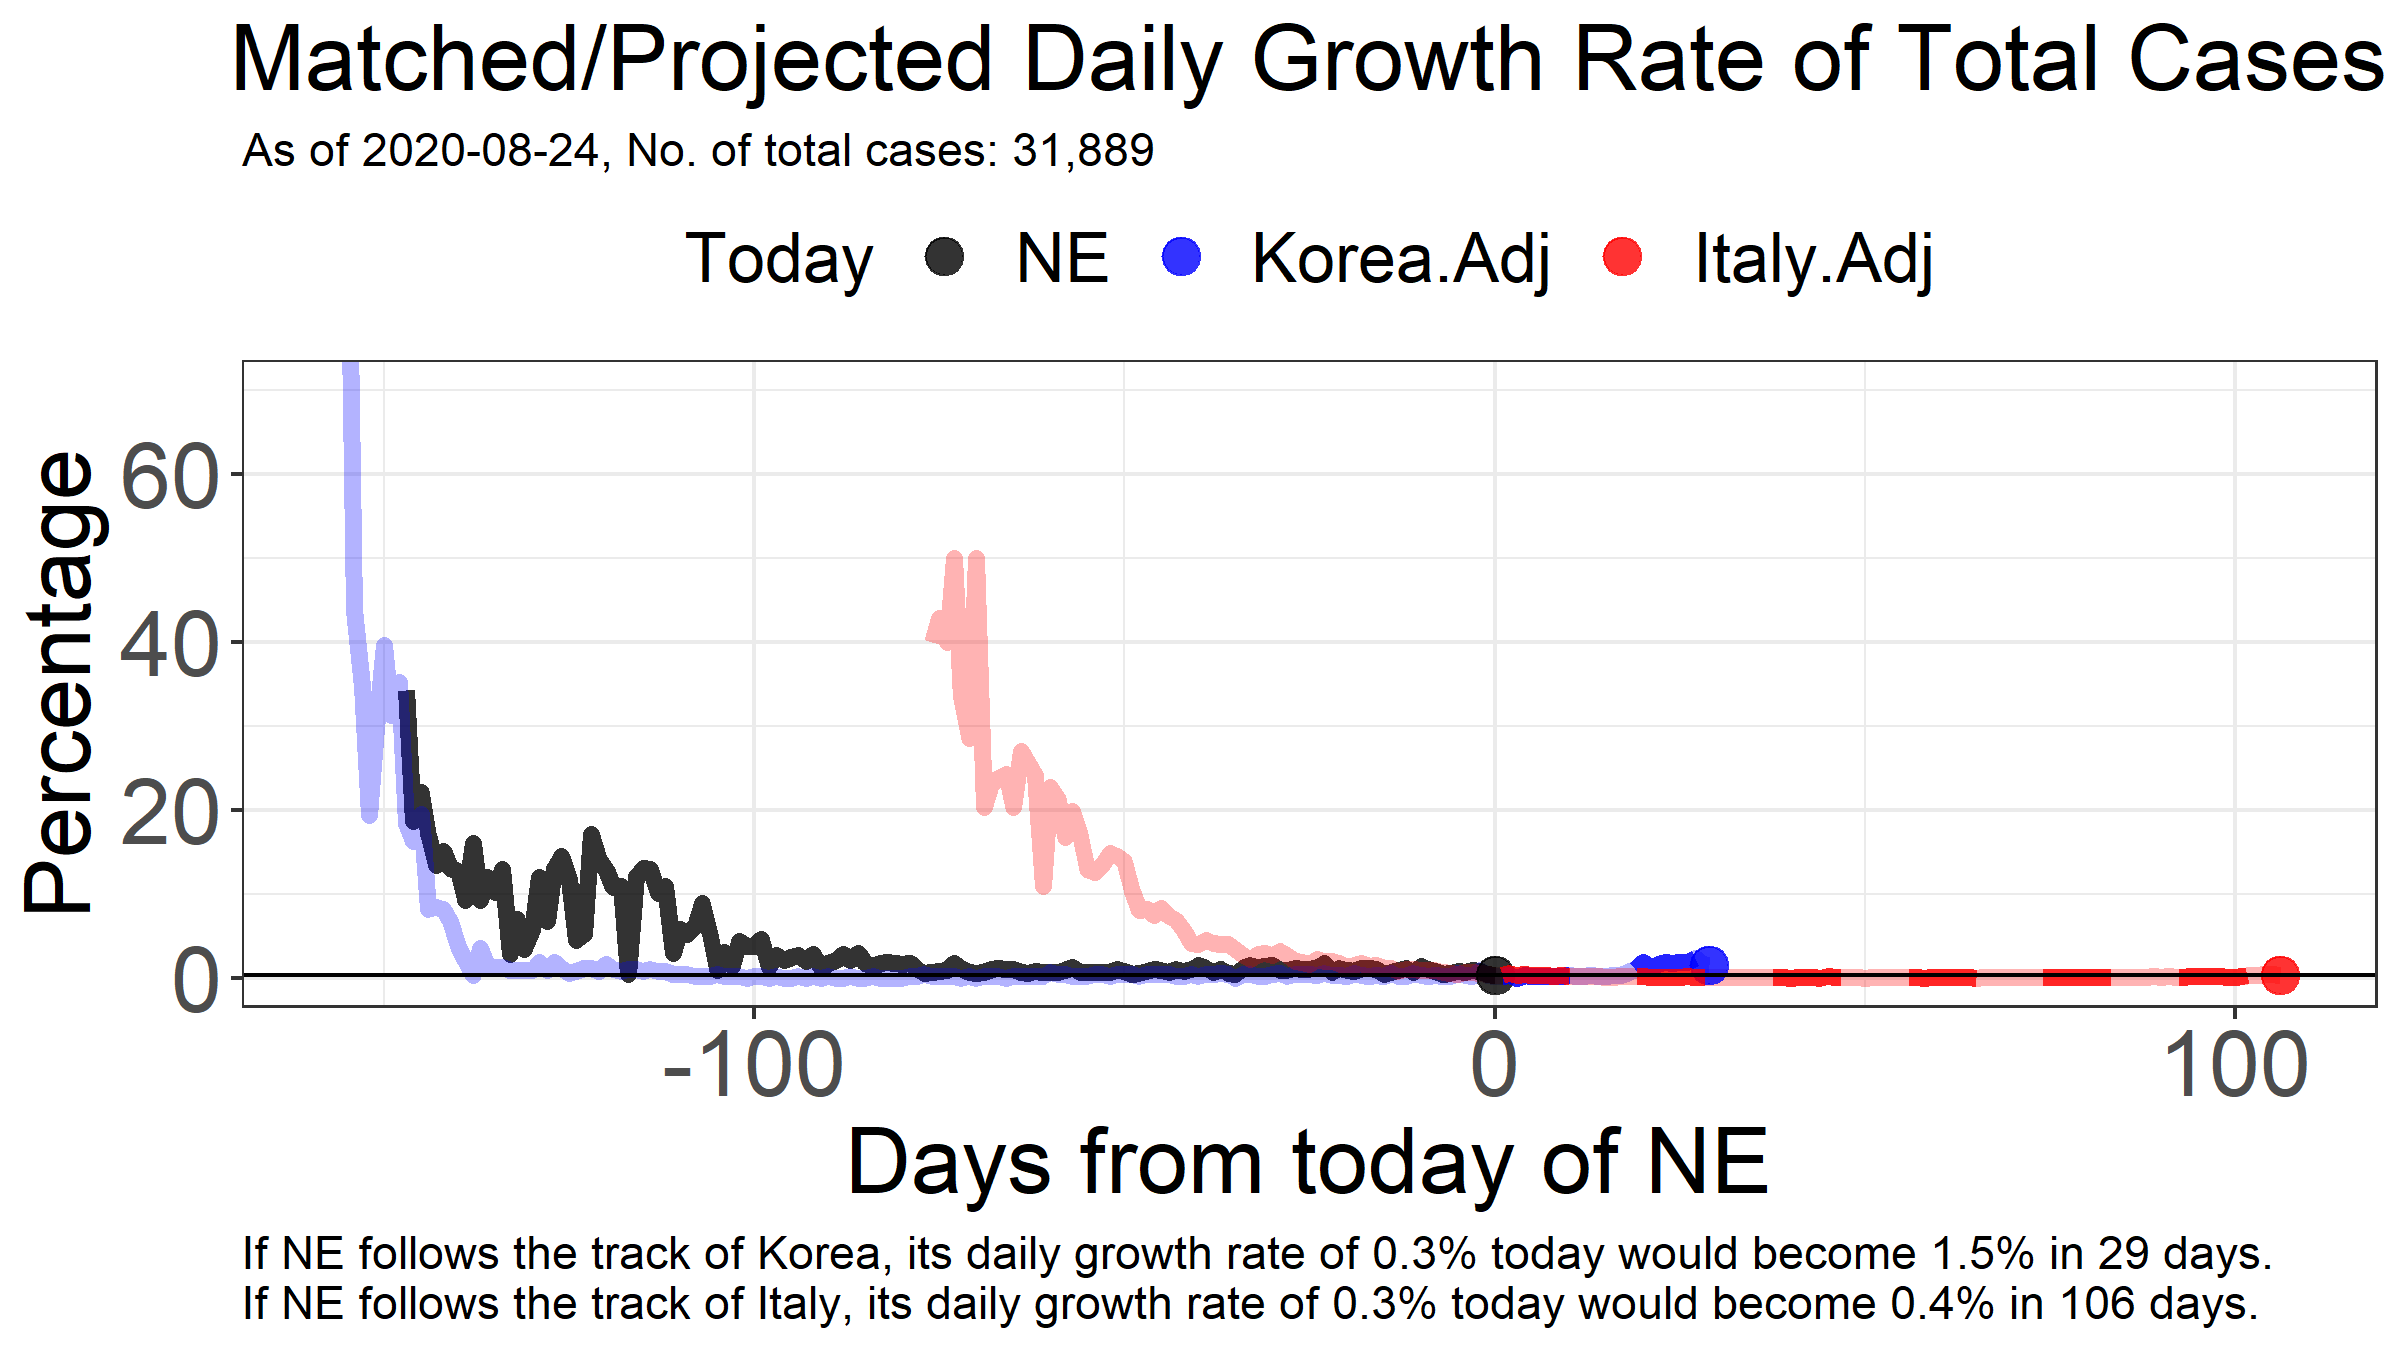 Matched/Projected Daily Growth Rate of Total Cases
As of 2020-08-24, No. of total cases: 31,889
Today NE Korea.Adj Italy.Adj
Percentage
60
40
20
0
-100 0 100
Days from today of NE
If NE follows the track of Korea, its daily growth rate of 0.3% today would become 1.5% in 29 days.
If NE follows the track of Italy, its daily growth rate of 0.3% today would become 0.4% in 106 days.